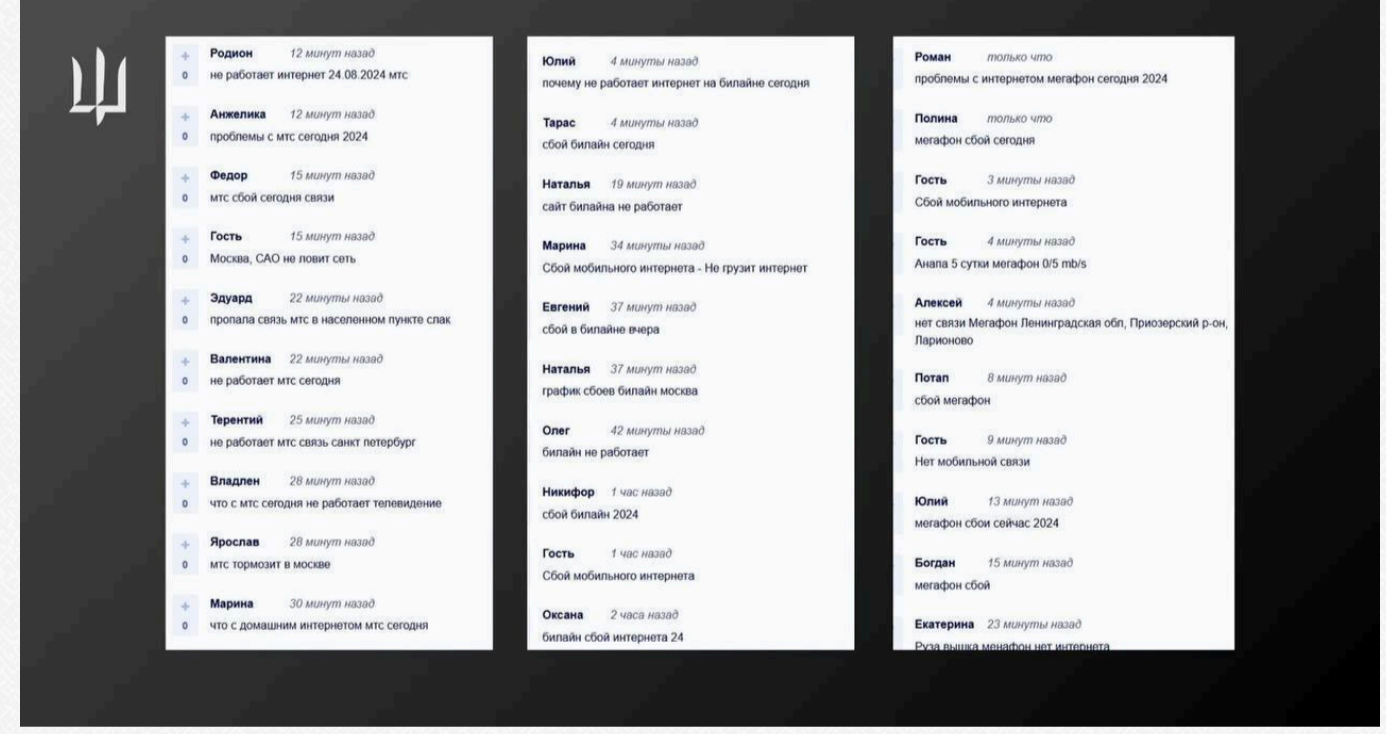 + Родион 12 минут назад
0 не работает интернет 24.08.2024 мтс
+ Анжелика 12 минут назад
0 проблемы с мтс сегодня 2024
+ Федор 15 минут назад
0 мтс сбой сегодня связи
+ Гость 15 минут назад
0 Москва, САО не ловит сеть
+ Эдуард 22 минуты назад
0 пропала связь мтс в населенном пункте слак
+ Валентина 22 минуты назад
0 не работает мтс сегодня
+ Терентий 25 минут назад
0 не работает мтс связь санкт петербург
+ Владлен 28 минут назад
0 что с мтс сегодня не работает телевидение
+ Ярослав 28 минут назад
0 мтс тормозит в москве
+ Марина 30 минут назад
0 что с домашним интернетом мтс сегодня
Юлий 4 минуты назад
почему не работает интернет на билайне сегодня
Тарас 4 минуты назад
сбой билайн сегодня
Наталья 19 минут назад
сайт билайна не работает
Марина 34 минуты назад
Сбой мобильного интернета - Не грузит интернет
Евгений 37 минут назад
сбой в билайне вчера
Наталья 37 минут назад
график сбоев билайн москва
Олег 42 минуты назад
билайн не работает
Никифор 1 час назад
сбой билайн 2024
Гость 1 час назад
Сбой мобильного интернета
Оксана 2 часа назад
билайн сбой интернета 24
Роман только что
проблемы с интернетом мегафон сегодня 2024
Полина только что
мегафон сбой сегодня
Гость 3 минуты назад
Сбой мобильного интернета
Гость 4 минуты назад
Анапа 5 сутки мегафон 0/5 mb/s
Алексей 4 минуты назад
нет связи Мегафон Ленинградская обл, Приозерский р-он,
Ларионово
Потап 8 минут назад
сбой мегафон
Гость 9 минут назад
Нет мобильной связи
Юлий 13 минут назад
мегафон сбои сейчас 2024
Богдан 15 минут назад
мегафон сбой
Екатерина 23 минуты назад
Руза вышка менафон нет интернета